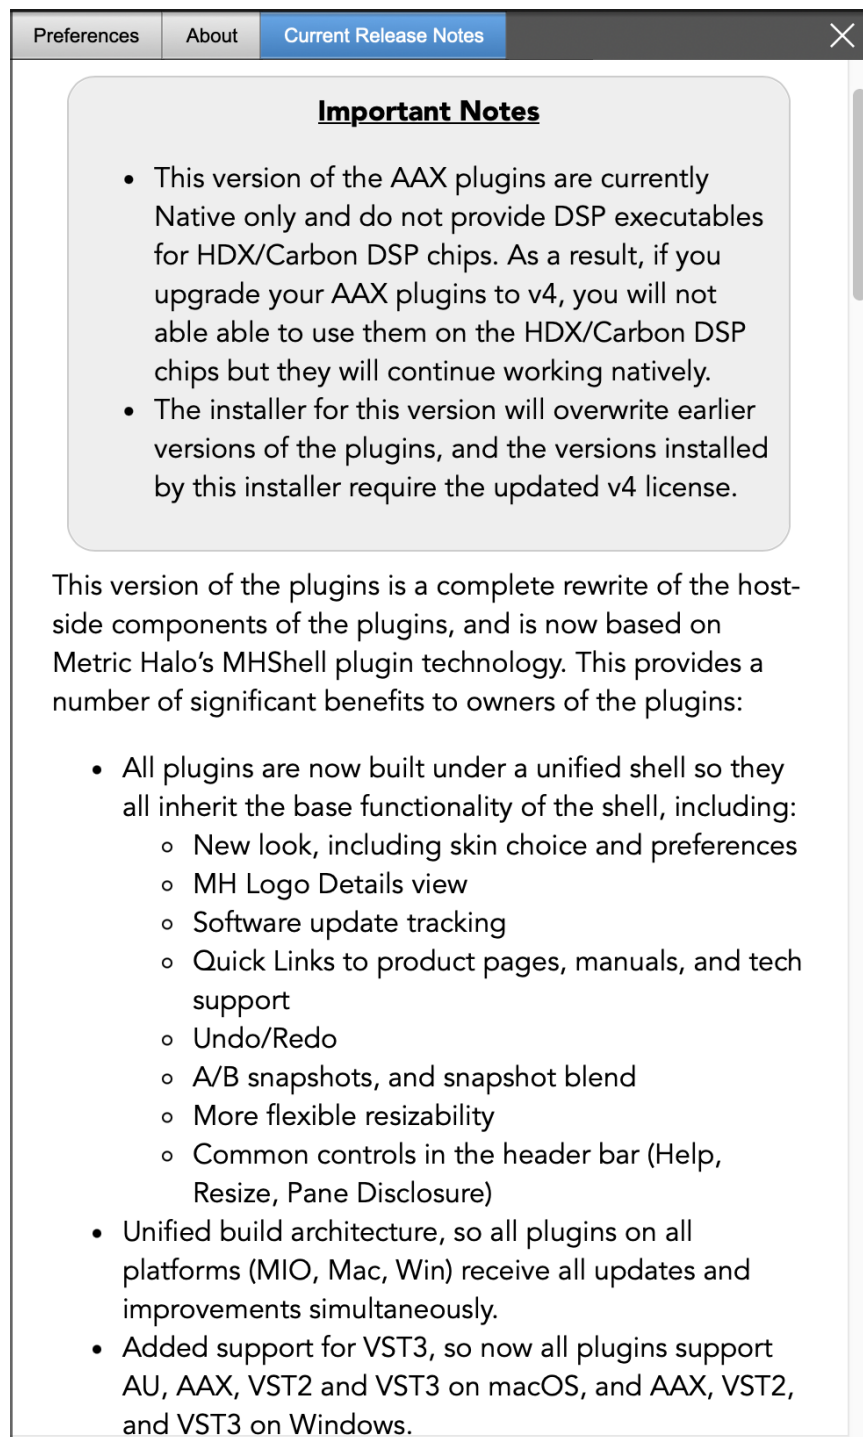 Preferences
About
Current Release Notes
Important Notes
• This version of the AAX plugins are currently
Native only and do not provide DSP executables
for HDX/Carbon DSP chips. As a result, if you
upgrade your AAX plugins to v4, you will not
able able to use them on the HDX/Carbon DSP
chips but they will continue working natively.
• The installer for this version will overwrite earlier
versions of the plugins, and the versions installed
by this installer require the updated v4 license.
This version of the plugins is a complete rewrite of the host-
side components of the plugins, and is now based on
Metric Halo’s MHShell plugin technology. This provides a
number of significant benefits to owners of the plugins:
• All plugins are now built under a unified shell so they
all inherit the base functionality of the shell, including:
◦ New look, including skin choice and preferences
◦ MH Logo Details view
◦ Software update tracking
◦ Quick Links to product pages, manuals, and tech
support
◦ Undo/Redo
◦ A/B snapshots, and snapshot blend
◦ More flexible resizability
◦ Common controls in the header bar (Help,
Resize, Pane Disclosure)
• Unified build architecture, so all plugins on all
platforms (MIO, Mac, Win) receive all updates and
improvements simultaneously.
• Added support for VST3, so now all plugins support
AU, AAX, VST2 and VST3 on macOS, and AAX, VST2,
and VST3 on Windows.